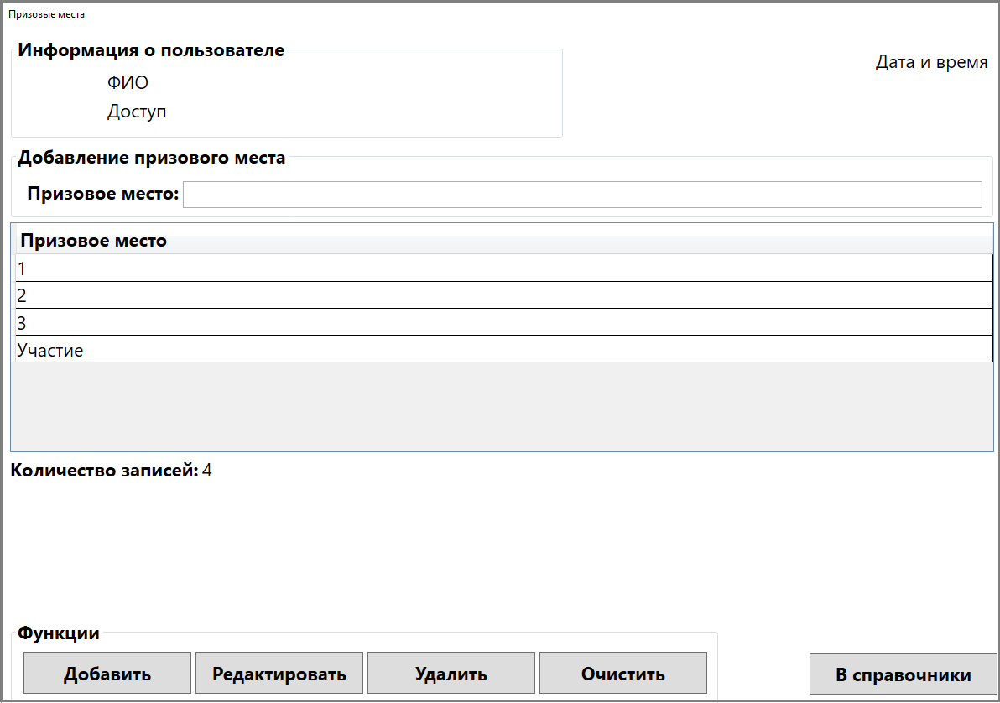 Призовые места
Информация о пользователе
Дата и время
ФИО
Доступ
Добавление призового места
Призовое место:
Призовое место
1
2
3
Участие
Количество записей: 4
Функции
Добавить Редактировать Удалить Очистить В справочники